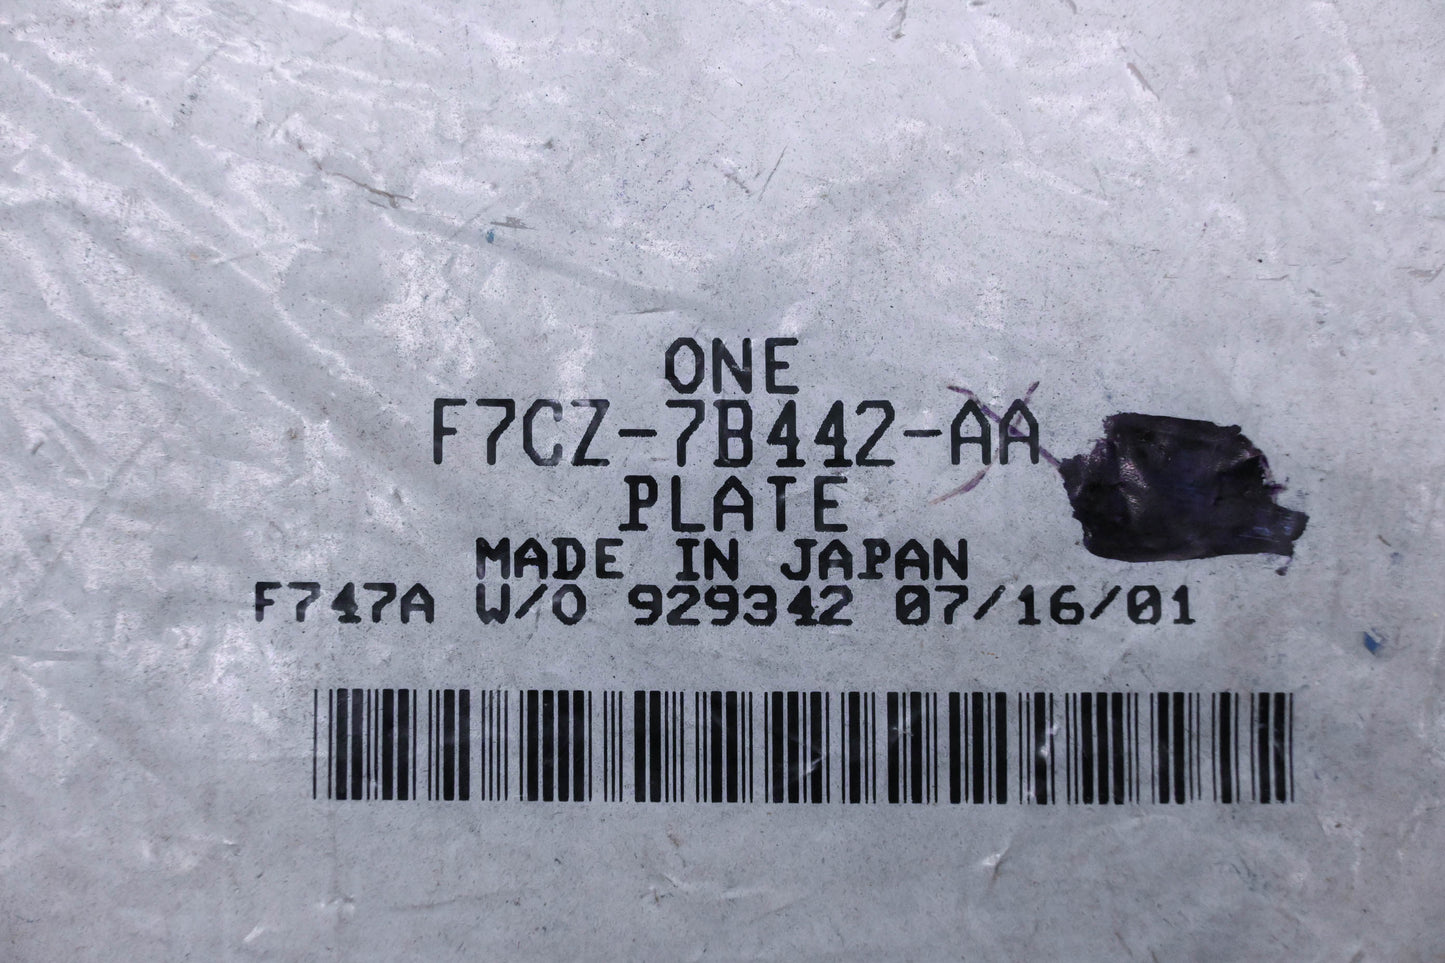 ONE
F7CZ-7B442-AA
PLATE
MADE IN JAPAN
F747A W/O 929342 07/16/01